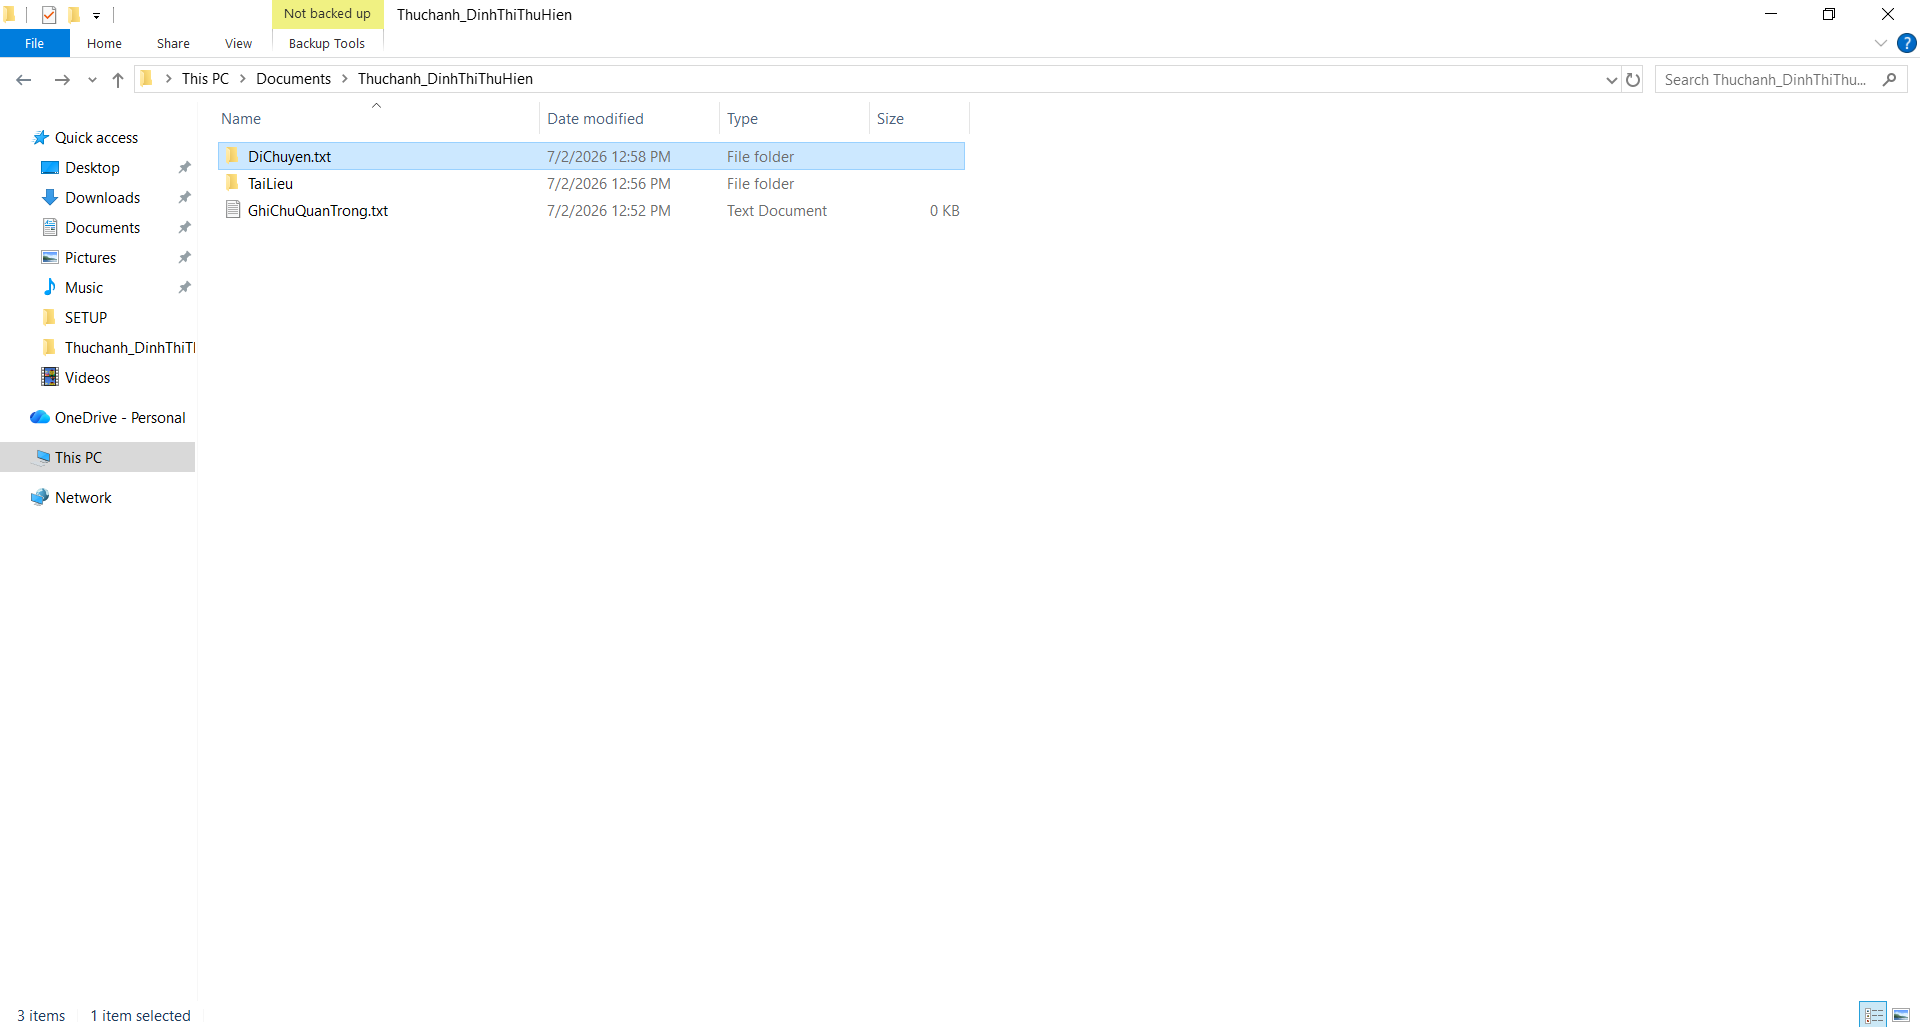 Not backed up
Thuchanh_DinhThiThuHien
File
Home
Share
View
Backup Tools
?
This PC
Documents
Thuchanh_DinhThiThuHien
Search Thuchanh_DinhThiThu...
Name
Date modified
Type
Size
Quick access
Desktop
Downloads
Documents
Pictures
Music
SETUP
Thuchanh_DinhThiTl
Videos
OneDrive - Personal
This PC
Network
DiChuyen.txt 7/2/2026 12:58 PM File folder
TaiLieu 7/2/2026 12:56 PM File folder
GhiChuQuanTrong.txt 7/2/2026 12:52 PM Text Document 0 KB
3 items
1 item selected